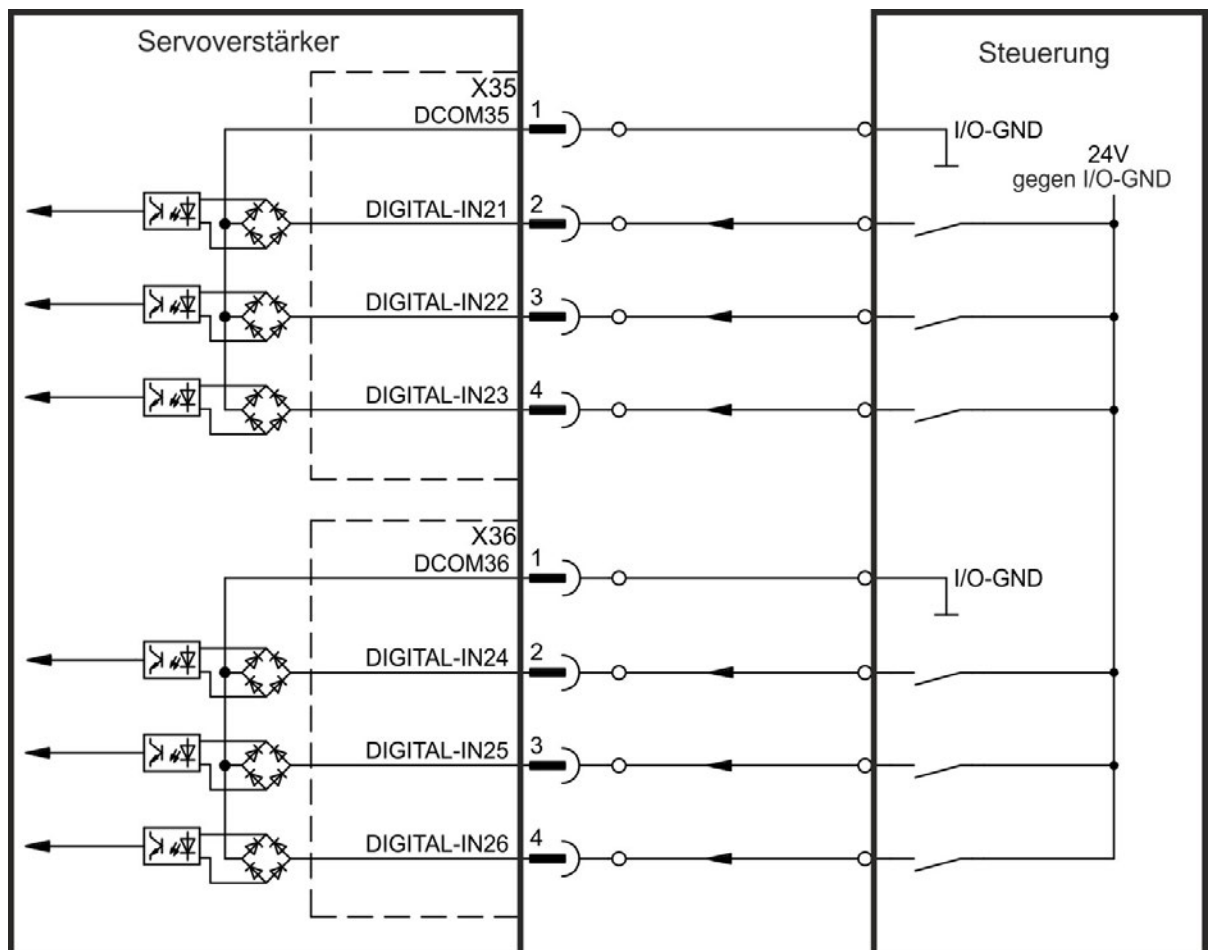 Servoverstärker
Steuerung
X35
DCOM35
1
I/O-GND
24V
gegen I/O-GND
DIGITAL-IN21
2
DIGITAL-IN22
3
DIGITAL-IN23
4
X36
DCOM36
1
I/O-GND
DIGITAL-IN24
2
DIGITAL-IN25
3
DIGITAL-IN26
4